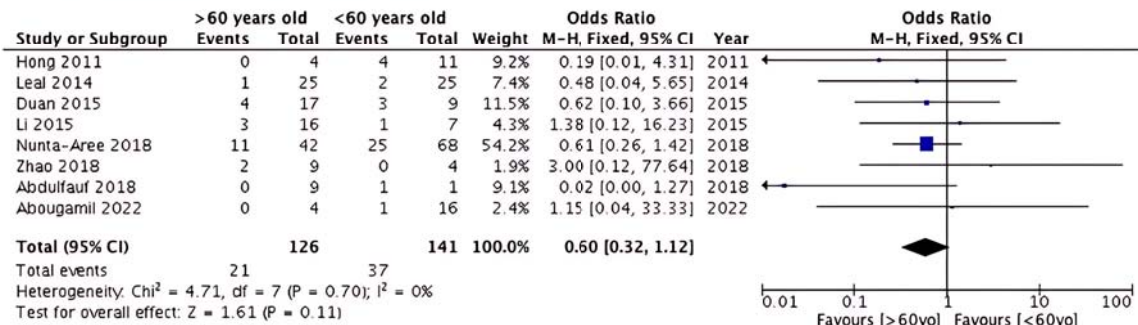 >60 years old <60 years old Odds Ratio Odds Ratio
Study or Subgroup Events Total Events Total Weight M-H, Fixed, 95% CI Year M-H, Fixed, 95% CI
Hong 2011 0 4 4 11 9.2% 0.19 [0.01, 4.31] 2011
Leal 2014 1 25 2 25 7.4% 0.48 [0.04, 5.65] 2014
Duan 2015 4 17 3 9 11.5% 0.62 [0.10, 3.66] 2015
Li 2015 3 16 1 7 4.3% 1.38 [0.12, 16.23] 2015
Nunta-Aree 2018 11 42 25 68 54.2% 0.61 [0.26, 1.42] 2018
Zhao 2018 2 9 0 4 1.9% 3.00 [0.12, 77.64] 2018
Abdulfauf 2018 0 9 1 1 9.1% 0.02 [0.00, 1.27] 2018
Abougamil 2022 0 4 1 16 2.4% 1.15 [0.04, 33.33] 2022
Total (95% CI) 126 141 100.0% 0.60 [0.32, 1.12]
Total events 21 37
Heterogeneity: Chi² = 4.71, df = 7 (P = 0.70); I² = 0%
Test for overall effect: Z = 1.61 (P = 0.11)
0.01 0.1 1 10 100
Favours [>60yo] Favours [<60yo]